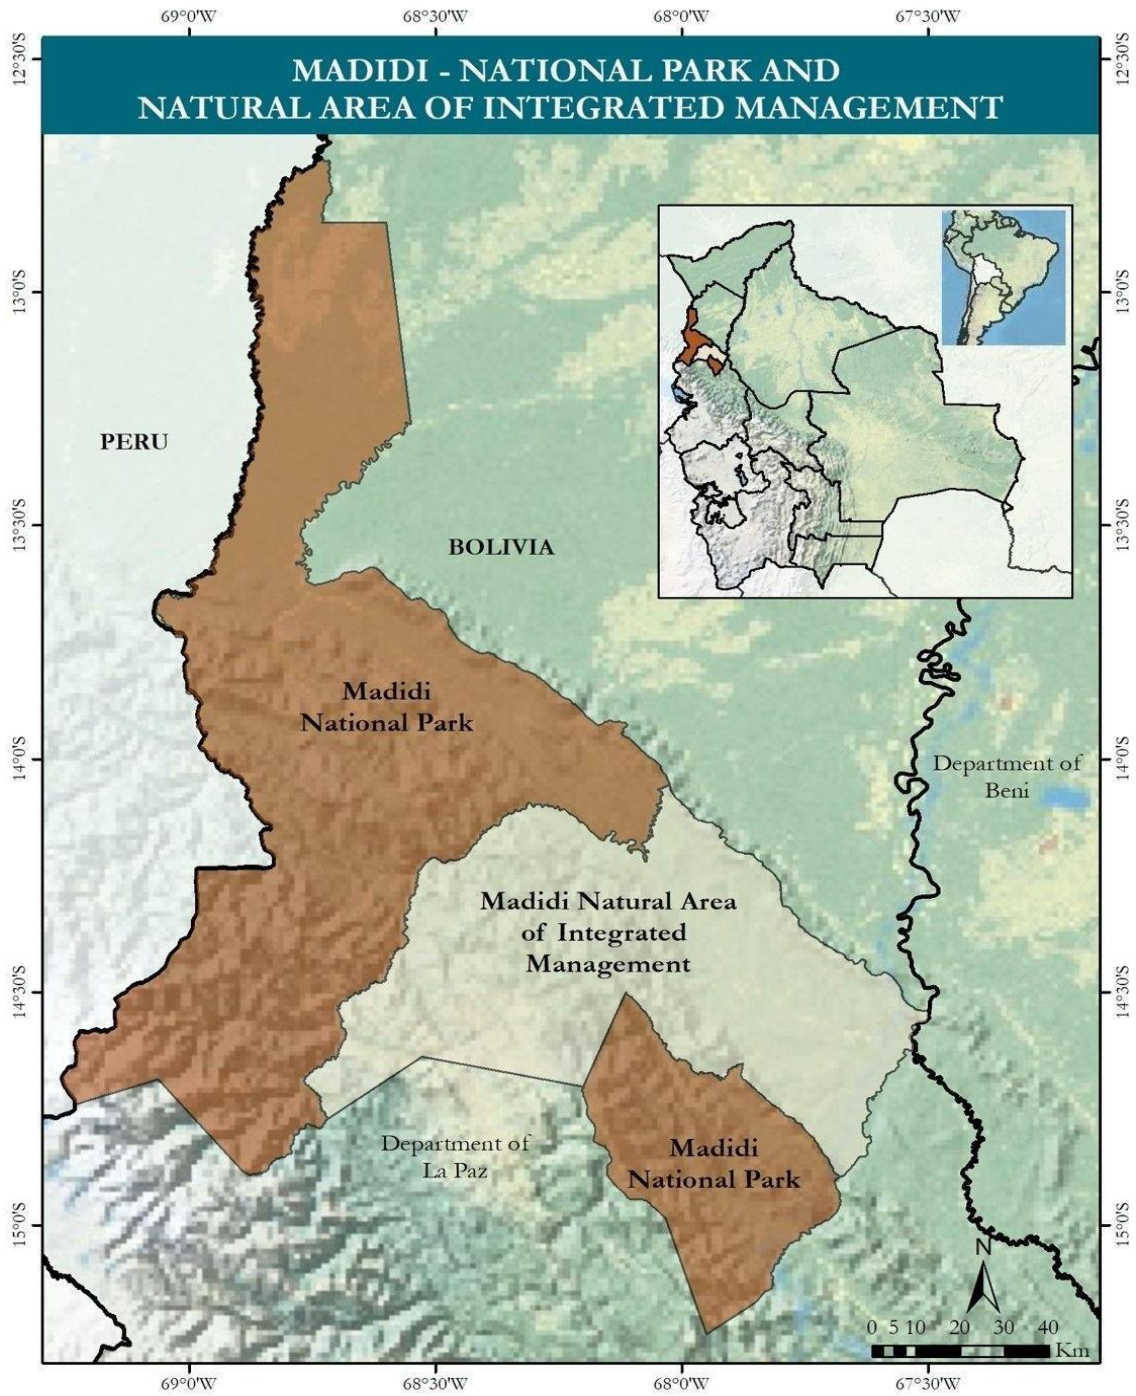 69°0'W 68°30'W 68°0'W 67°30'W
MADIDI - NATIONAL PARK AND
NATURAL AREA OF INTEGRATED MANAGEMENT
12°30'S
12°30'S
13°0'S
13°0'S
PERU
13°30'S
13°30'S
BOLIVIA
Madidi
National Park
14°0'S
14°0'S
Department of
Beni
Madidi Natural Area
of Integrated
Management
14°30'S
14°30'S
Department of
La Paz
Madidi
National Park
15°0'S
15°0'S
N
0 5 10 20 30 40
Km
69°0'W 68°30'W 68°0'W 67°30'W